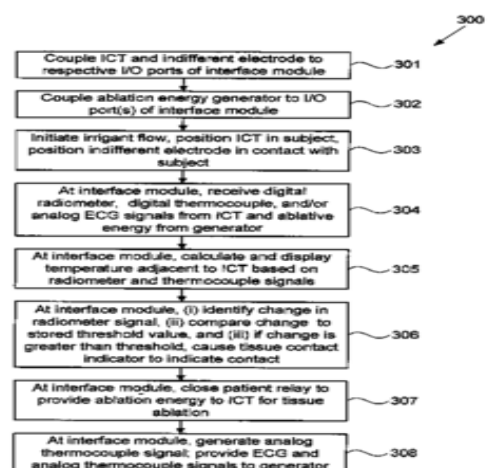 300
Couple ICT and indifferent electrode to
respective I/O ports of interface module
301
Couple ablation energy generator to I/O
port(s) of interface module
302
Initiate irrigant flow, position ICT in subject,
position indifferent electrode in contact with
subject
303
At interface module, receive digital
radiometer, digital thermocouple, and/or
analog ECG signals from ICT and ablative
energy from generator
304
At interface module, calculate and display
temperature adjacent to ICT based on
radiometer and thermocouple signals
305
At interface module, (i) identify change in
radiometer signal, (ii) compare change to
stored threshold value, and (iii) if change is
greater than threshold, cause tissue contact
indicator to indicate contact
306
At interface module, close patient relay to
provide ablation energy to ICT for tissue
ablation
307
At interface module, generate analog
thermocouple signal; provide ECG and
analog thermocouple signals to generator
308